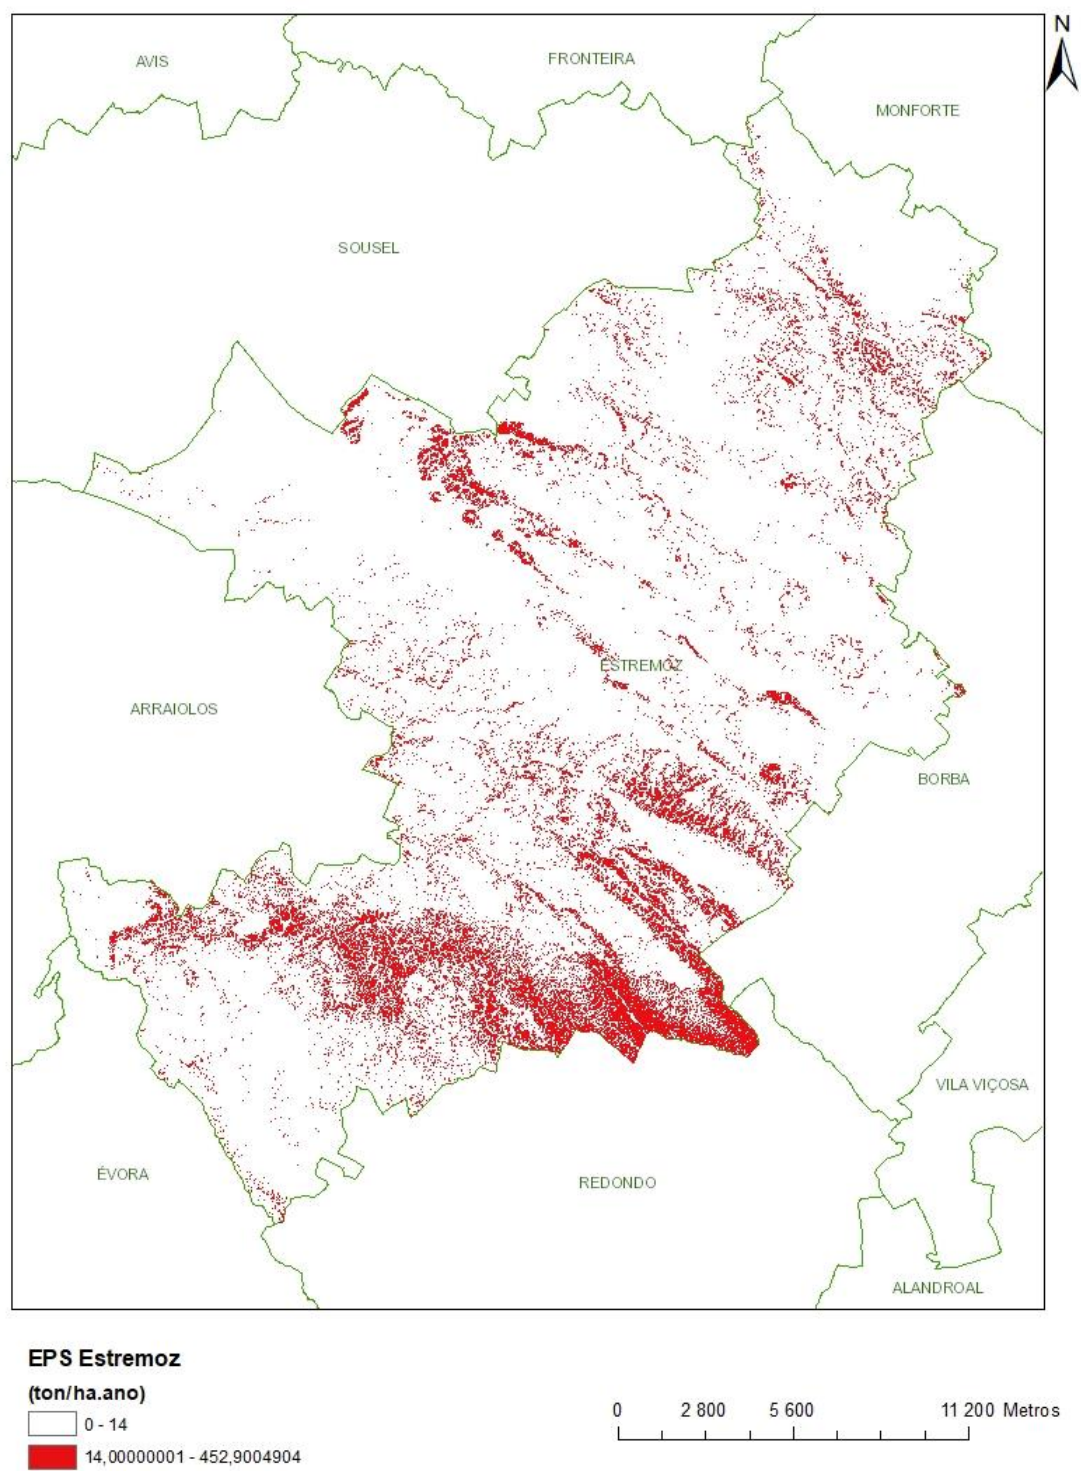 N
AVIS
FRONTEIRA
MONFORTE
SOUSEL
ESTREMOZ
ARRAIOLOS
BORBA
VILA VIÇOSA
ÉVORA
REDONDO
ALANDROAL
EPS Estremoz
(ton/ha.ano)
0 - 14
14,00000001 - 452,9004904
0 2 800 5 600 11 200 Metros